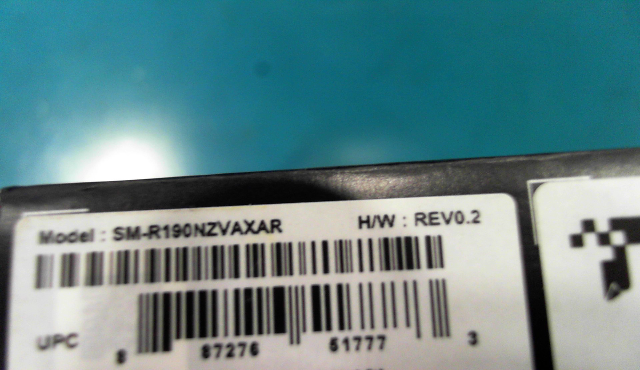 Model : SM-R190NZVAXAR H/W : REV0.2
UPC 8 87276 51777 3